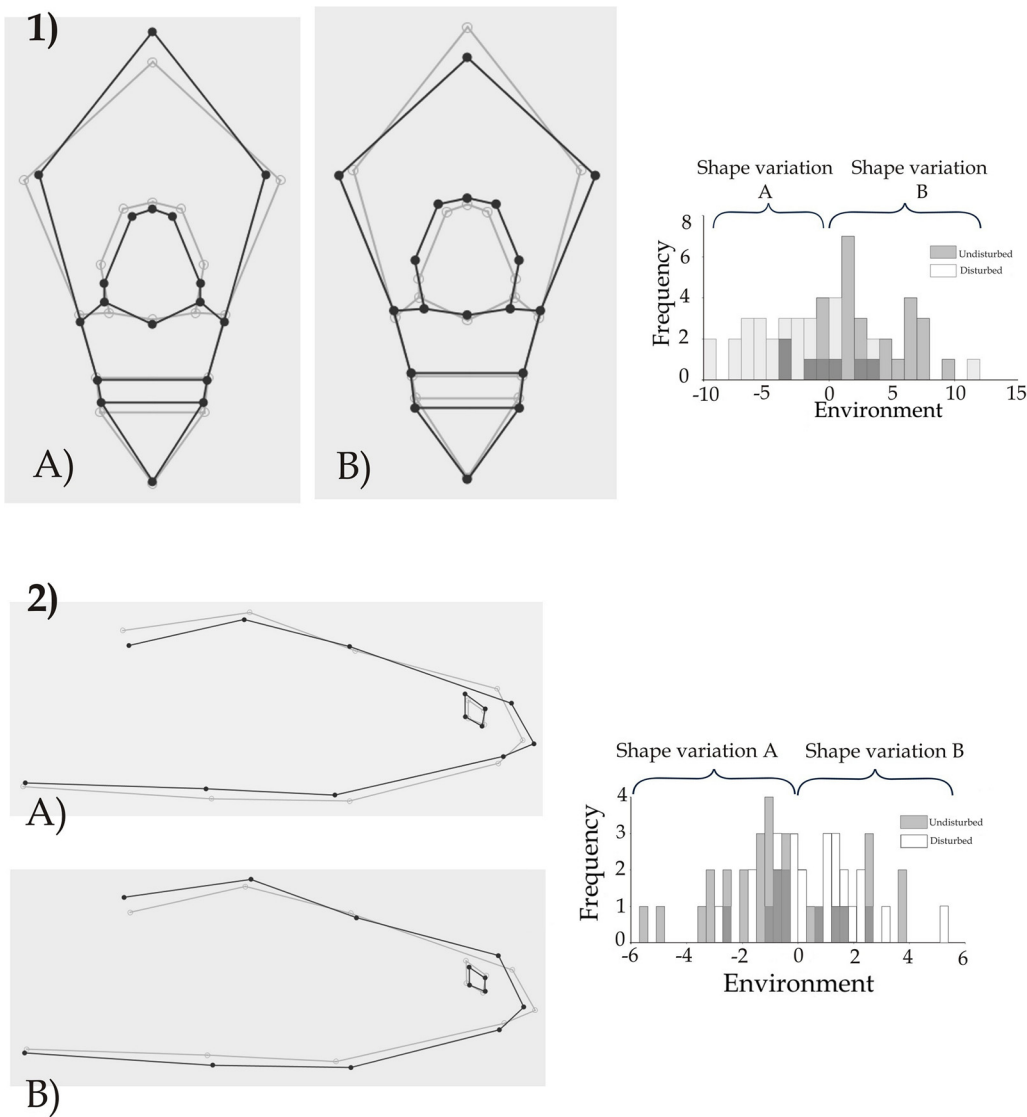 1)
A)
B)
Shape variation
A
Shape variation
B
8
6
4
2
0
Frequency
Undisturbed
Disturbed
-10
-5
0
5
10
15
Environment
2)
A)
B)
Shape variation A
Shape variation B
4
3
2
1
0
Frequency
Undisturbed
Disturbed
-6
-4
-2
0
2
4
6
Environment